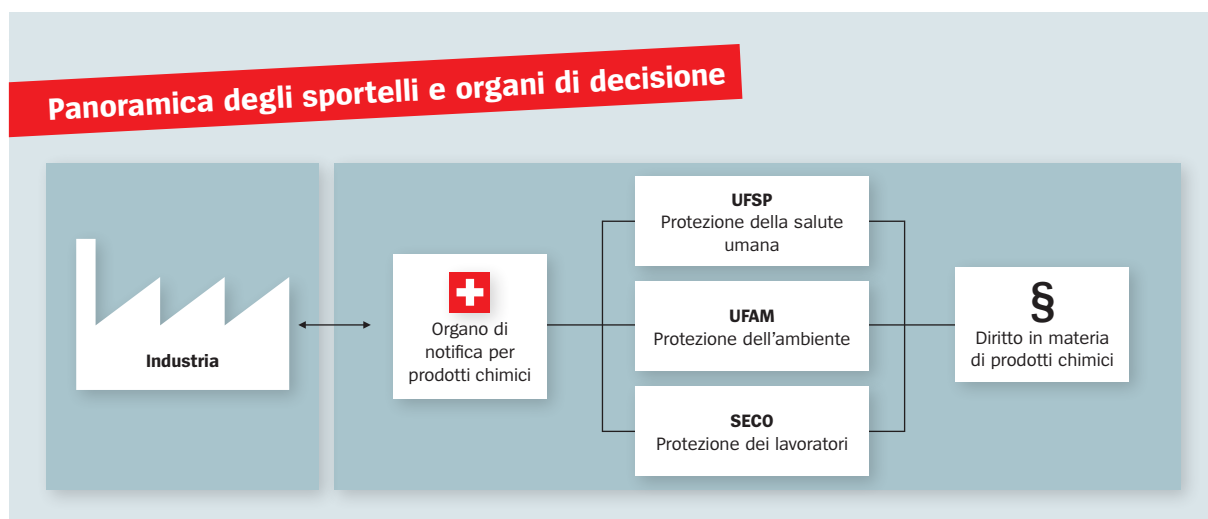 Panoramica degli sportelli e organi di decisione
Industria
Organo di
notifica per
prodotti chimici
UFSP
Protezione della salute
umana
UFAM
Protezione dell'ambiente
SECO
Protezione dei lavoratori
§
Diritto in materia
di prodotti chimici